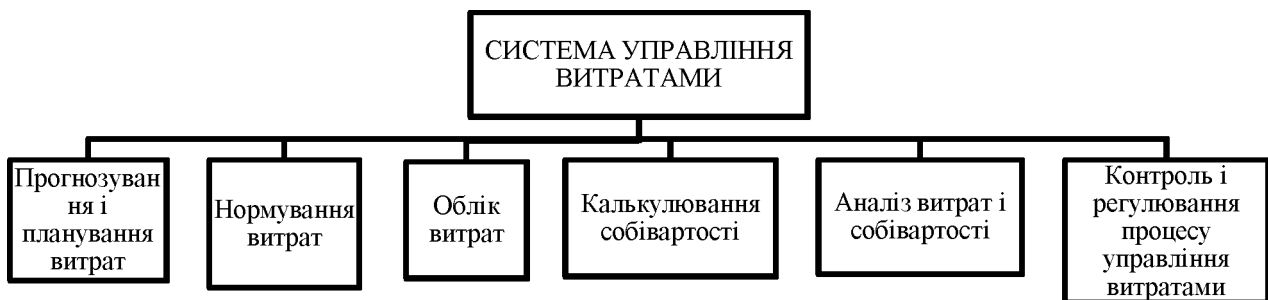 СИСТЕМА УПРАВЛІННЯ
ВИТРАТАМИ
Прогнозуван
ня і
планування
витрат
Нормування
витрат
Облік
витрат
Калькулювання
собівартості
Аналіз витрат і
собівартості
Контроль і
регулювання
процесу
управління
витратами